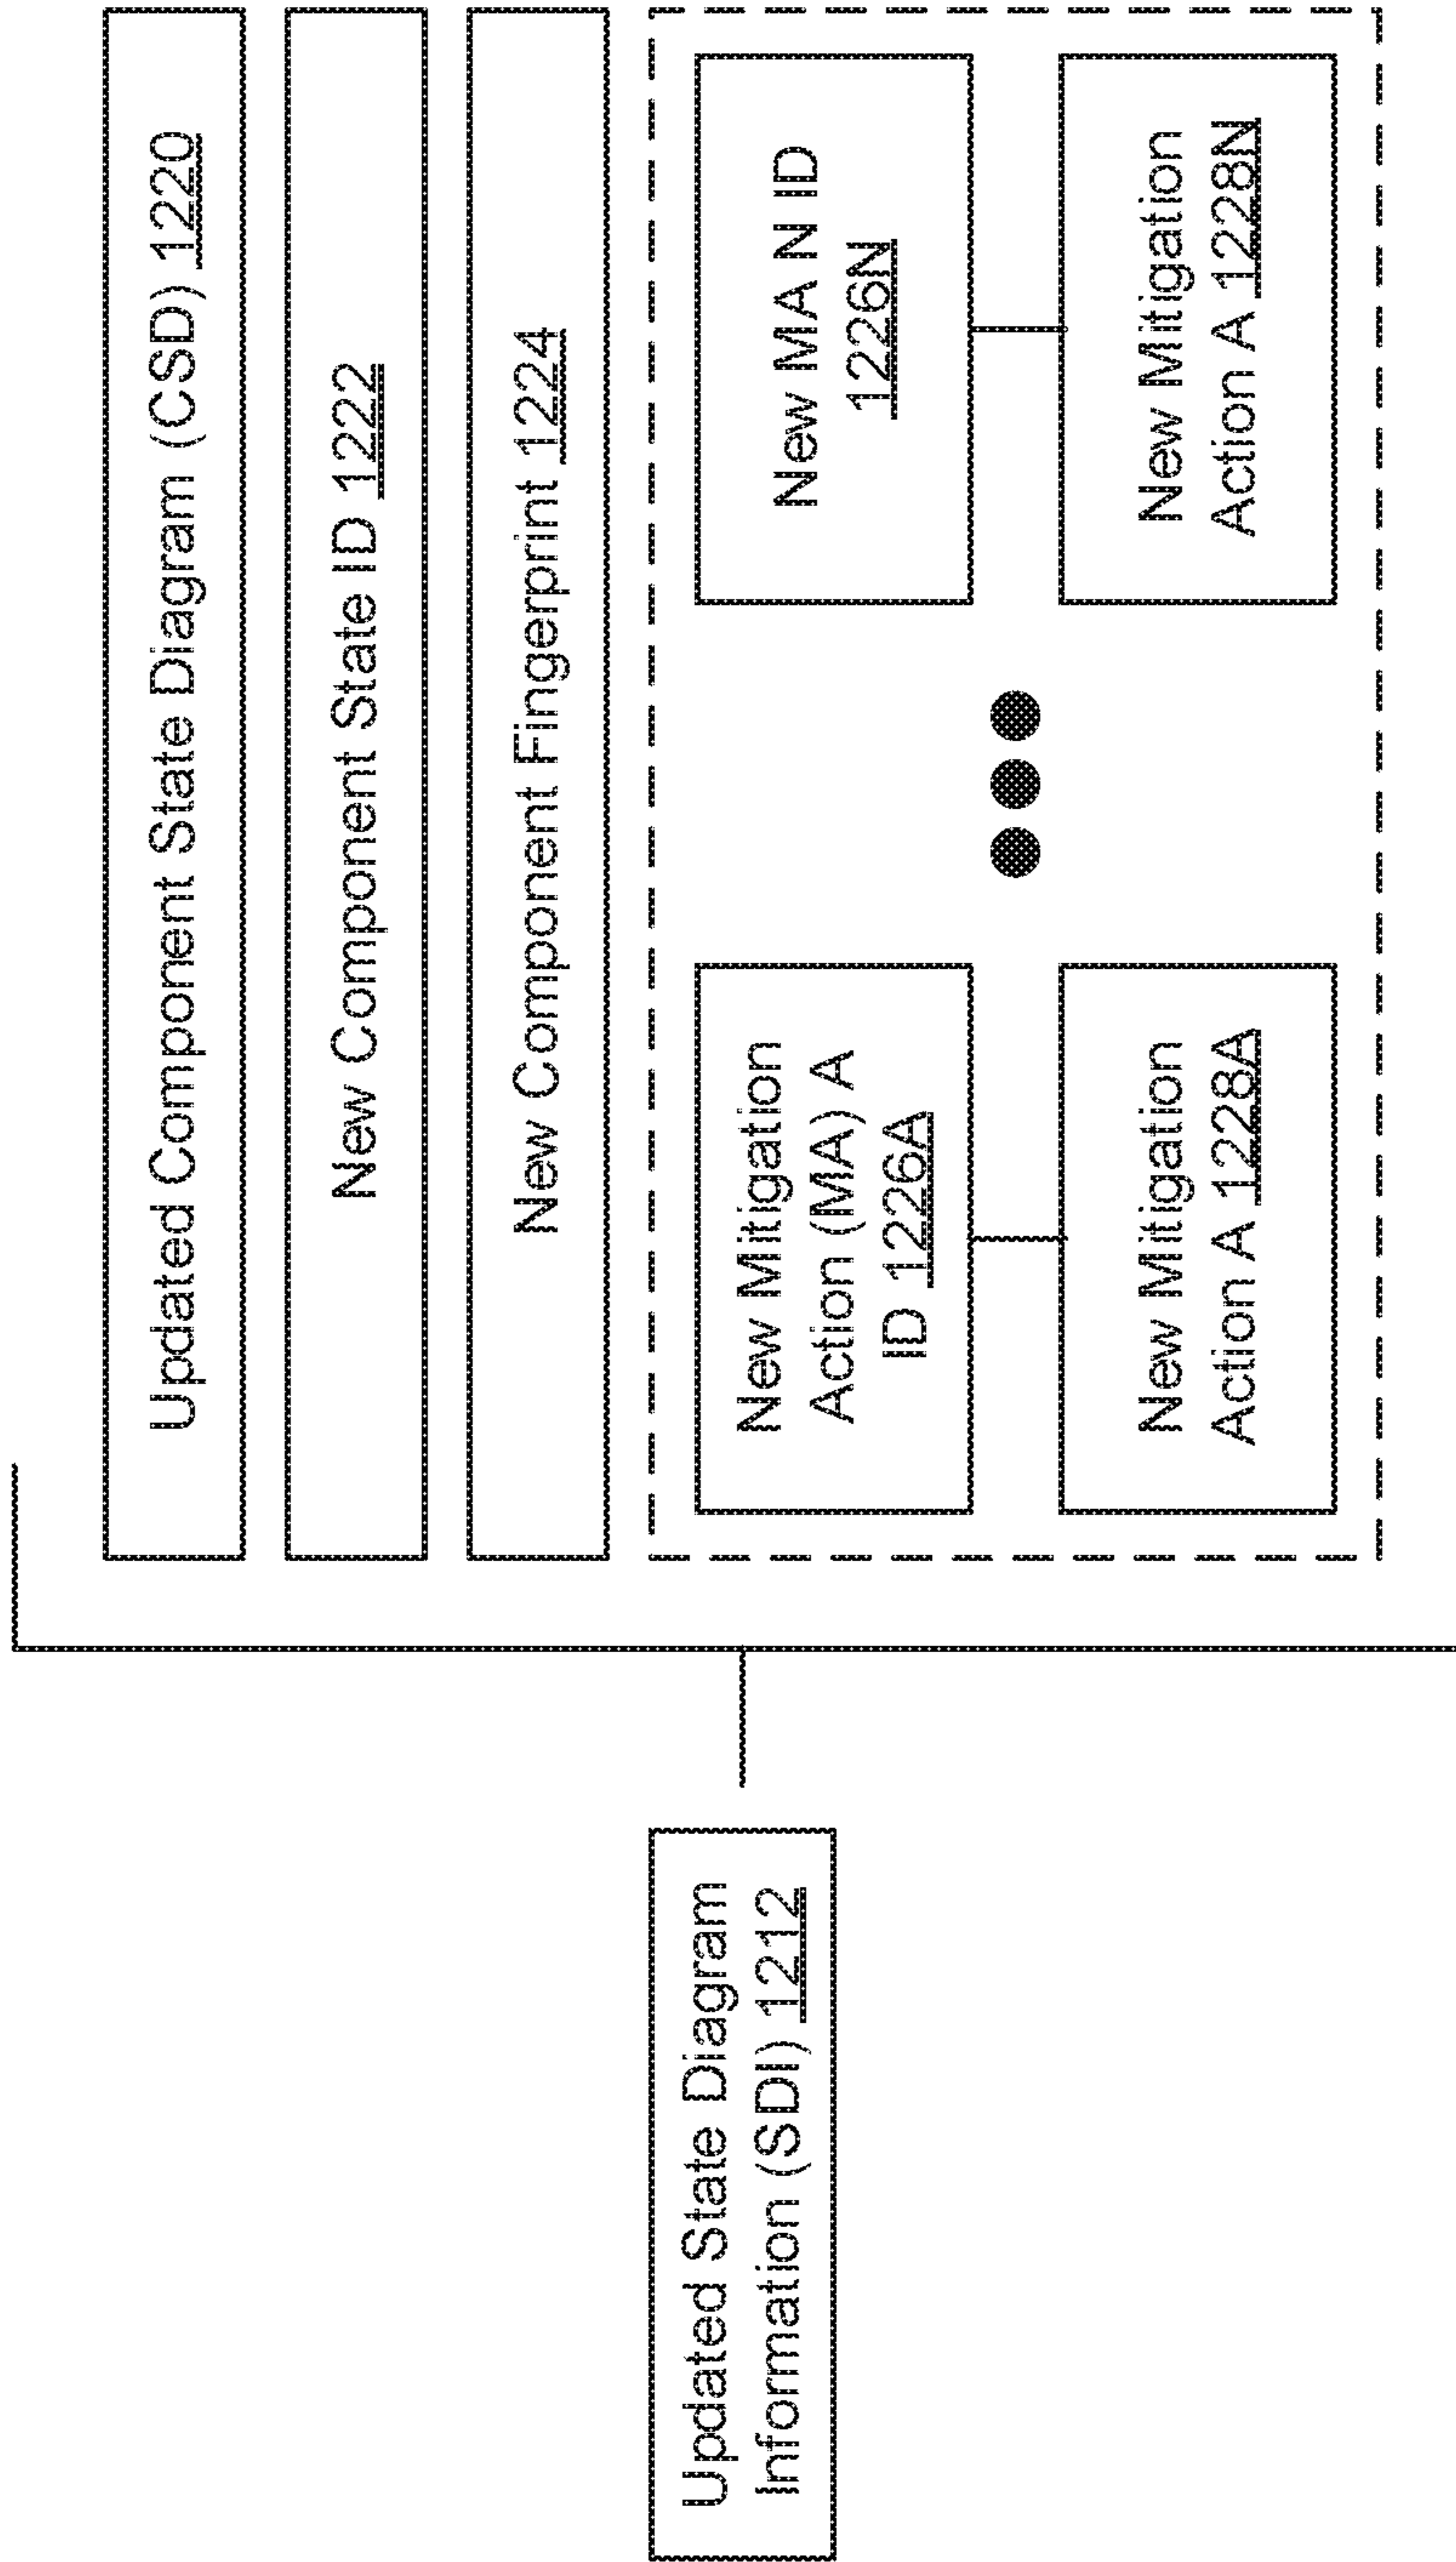 Updated State Diagram
Information (SDI) 1212
Updated Component State Diagram (CSD) 1220
New Component State ID 1222
New Component Fingerprint 1224
New Mitigation
Action (MA) A
ID 1226A
New MA N ID
1226N
New Mitigation
Action A 1228A
New Mitigation
Action A 1228N